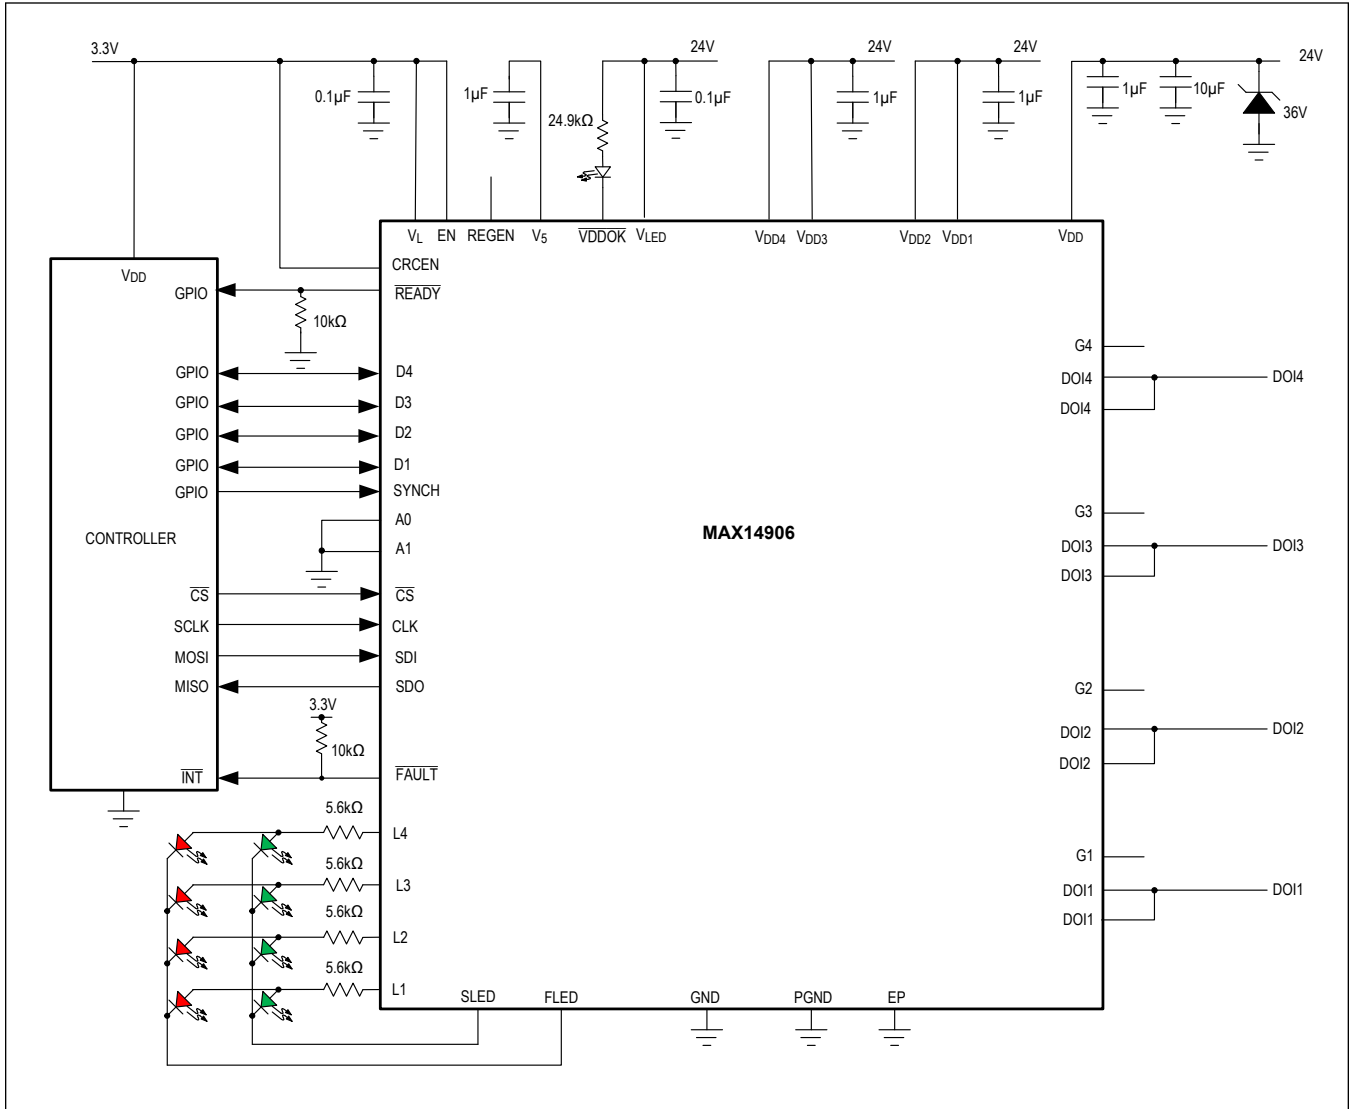 3.3V
24V
24V
24V
24V
0.1µF
1µF
0.1µF
1µF
1µF
1µF
10µF
36V
24.9kΩ
VL
EN
REGEN
V5
VDDOK
VLED
VDD4
VDD3
VDD2
VDD1
VDD
CRCEN
VDD
GPIO
READY
10kΩ
G4
GPIO
D4
DOI4
DOI4
GPIO
D3
DOI4
GPIO
D2
GPIO
D1
GPIO
SYNCH
A0
G3
CONTROLLER
MAX14906
A1
DOI3
DOI3
DOI3
CS
CS
SCLK
CLK
MOSI
SDI
MISO
SDO
G2
3.3V
10kΩ
DOI2
DOI2
DOI2
INT
FAULT
5.6kΩ
L4
G1
5.6kΩ
L3
DOI1
DOI1
5.6kΩ
DOI1
L2
5.6kΩ
L1
SLED
FLED
GND
PGND
EP